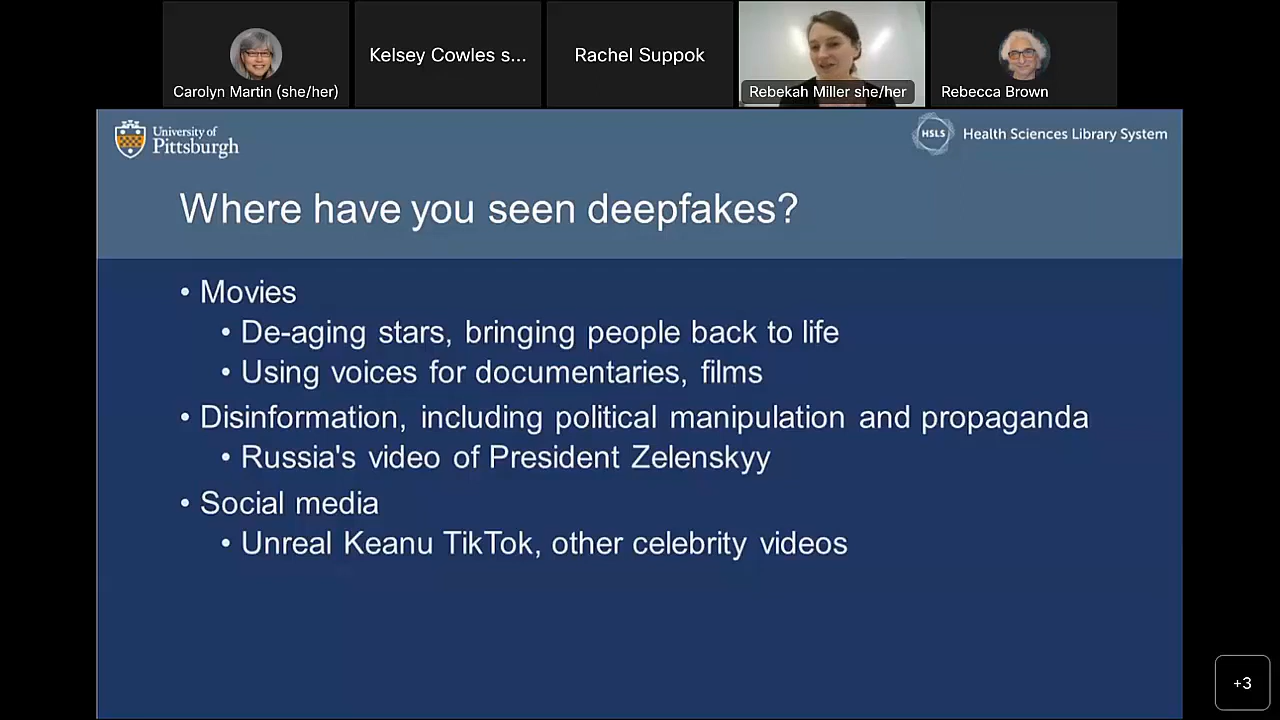 Carolyn Martin (she/her)
Kelsey Cowles s...
Rachel Suppok
Rebekah Miller she/her
Rebecca Brown
University of
Pittsburgh
HSLS
Health Sciences Library System
Where have you seen deepfakes?
• Movies
• De-aging stars, bringing people back to life
• Using voices for documentaries, films
• Disinformation, including political manipulation and propaganda
• Russia's video of President Zelenskyy
• Social media
• Unreal Keanu TikTok, other celebrity videos
+3